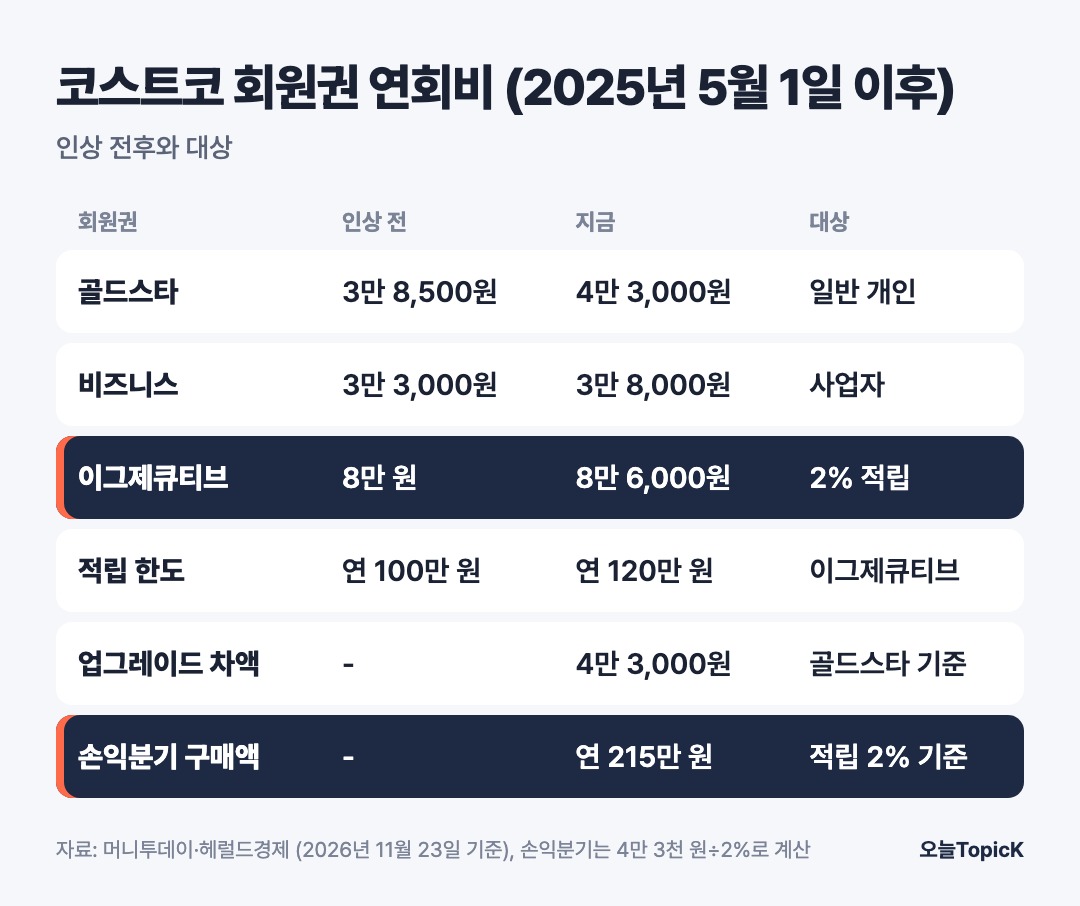 코스트코 회원권 연회비 (2025년 5월 1일 이후)
인상 전후와 대상
회원권 인상 전 지금 대상
골드스타 3만 8,500원 4만 3,000원 일반 개인
비즈니스 3만 3,000원 3만 8,000원 사업자
이그제큐티브 8만 원 8만 6,000원 2% 적립
적립 한도 연 100만 원 연 120만 원 이그제큐티브
업그레이드 차액 - 4만 3,000원 골드스타 기준
손익분기 구매액 - 연 215만 원 적립 2% 기준
자료: 머니투데이·헤럴드경제 (2026년 11월 23일 기준), 손익분기는 4만 3천 원÷2%로 계산 오늘TopicK